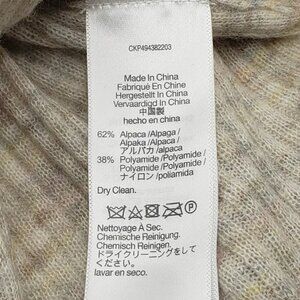 CKP494382203
Made In China
Fabriqué En Chine
Hergestellt In China
Vervaardigd In China
中国製
hecho en china
62% Alpaca /Alpaga /
Alpaka /Alpaca /
アルパカ /alpaca
38% Polyamide /Polyamide /
Polyamid /Polyamide /
ナイロン /poliamida
Dry Clean.
P
Nettoyage A Sec.
Chemische Reinigung.
Chemisch Reinigen.
ドライクリーニングをして
下さい。
lavar en seco.